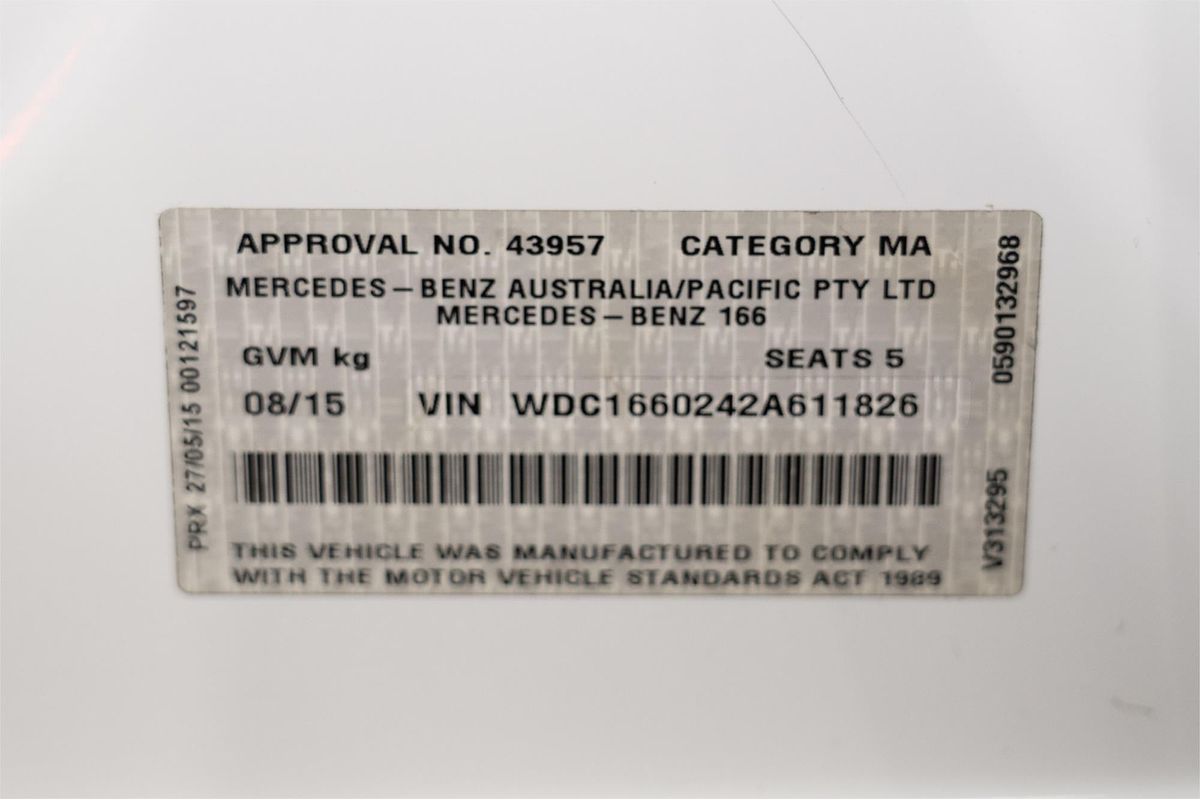 APPROVAL NO. 43957 CATEGORY MA
MERCEDES-BENZ AUSTRALIA/PACIFIC PTY LTD
MERCEDES-BENZ 166
GVM kg SEATS 5
08/15 VIN WDC1660242A611826
THIS VEHICLE WAS MANUFACTURED TO COMPLY
WITH THE MOTOR VEHICLE STANDARDS ACT 1989
PRX 27/05/15 00121597
0590132968
V313295